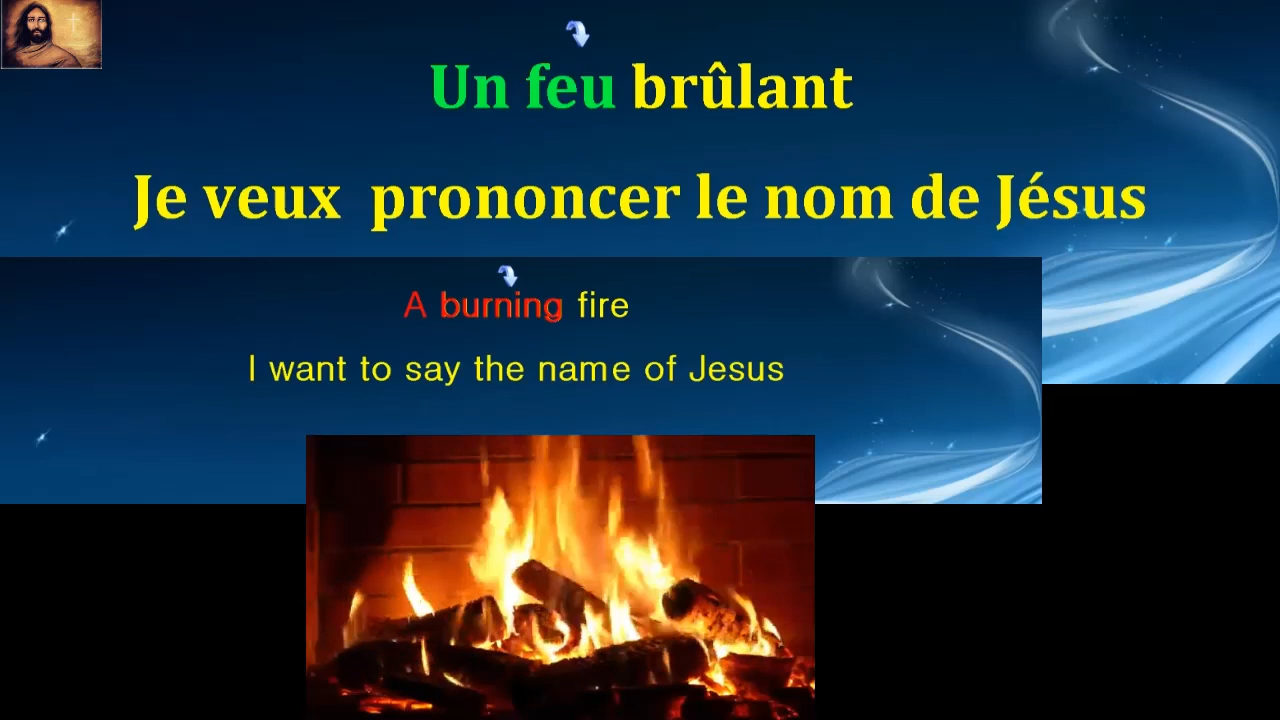 Un feu brûlant
Je veux prononcer le nom de Jésus
A burning fire
I want to say the name of Jesus